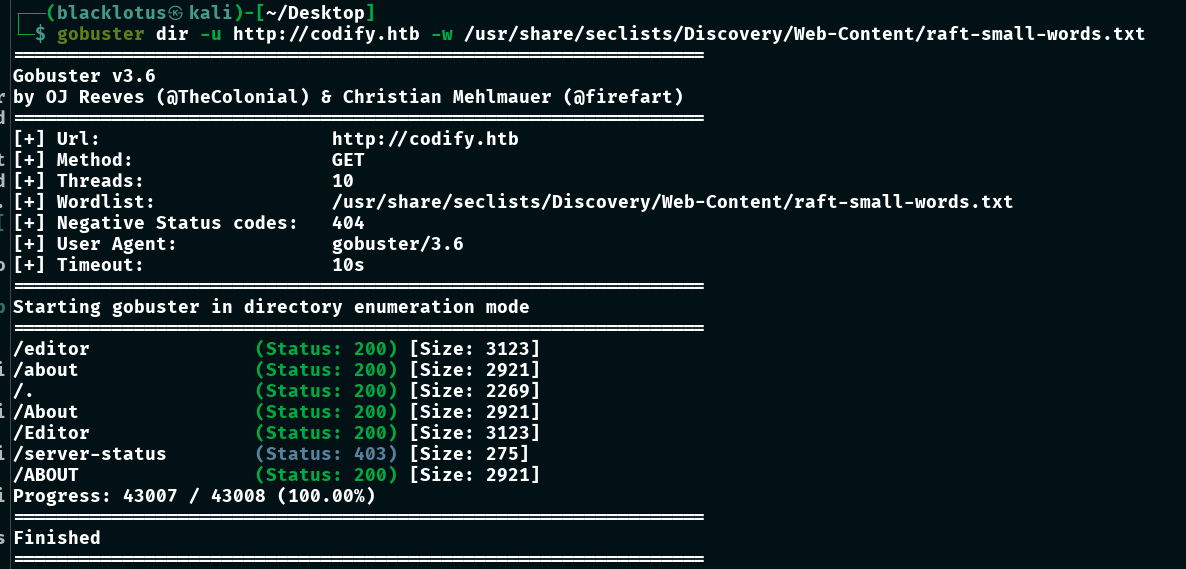 (blacklotus㉿kali)-[~/Desktop]
$ gobuster dir -u http://codify.htb -w /usr/share/seclists/Discovery/Web-Content/raft-small-words.txt
===============================================================
Gobuster v3.6
by OJ Reeves (@TheColonial) & Christian Mehlmauer (@firefart)
===============================================================
[+] Url:                     http://codify.htb
[+] Method:                  GET
[+] Threads:                 10
[+] Wordlist:                /usr/share/seclists/Discovery/Web-Content/raft-small-words.txt
[+] Negative Status codes:   404
[+] User Agent:              gobuster/3.6
[+] Timeout:                 10s
===============================================================
Starting gobuster in directory enumeration mode
===============================================================
/editor               (Status: 200) [Size: 3123]
/about                (Status: 200) [Size: 2921]
/.                    (Status: 200) [Size: 2269]
/About                (Status: 200) [Size: 2921]
/Editor               (Status: 200) [Size: 3123]
/server-status        (Status: 403) [Size: 275]
/ABOUT                (Status: 200) [Size: 2921]
Progress: 43007 / 43008 (100.00%)
===============================================================
Finished
===============================================================